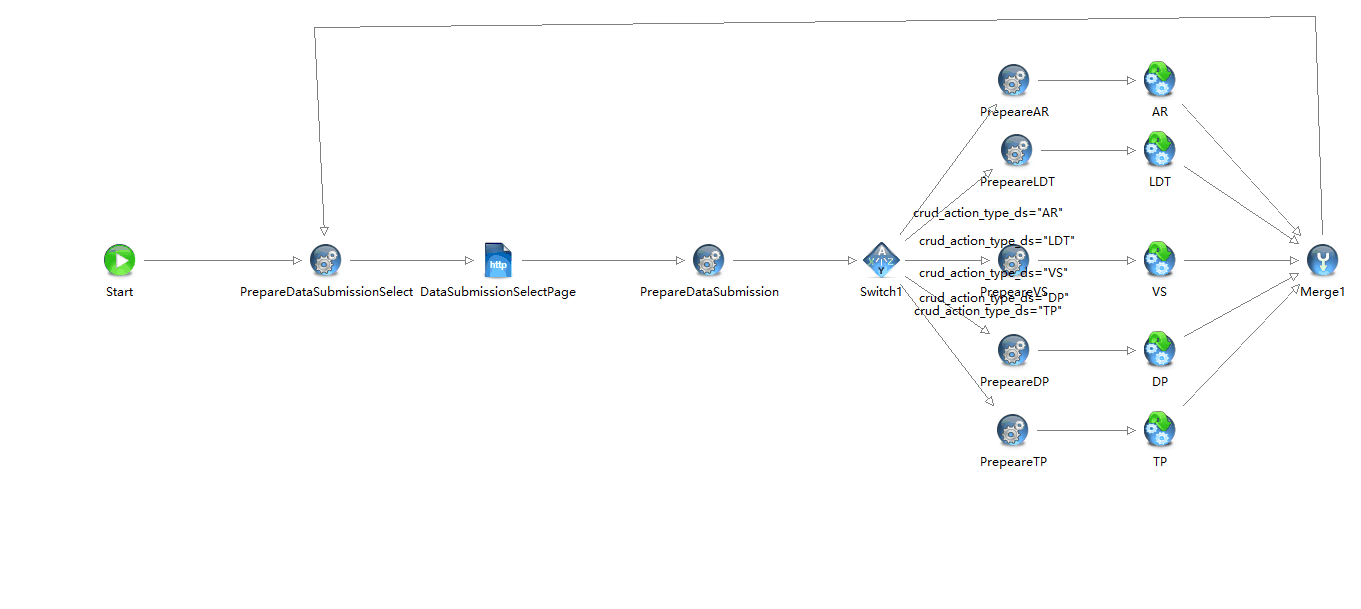 PrepeareAR
AR
PrepeareLDT
LDT
crud_action_type_ds="AR"
crud_action_type_ds="LDT"
crud_action_type_ds="VS"
http
Start
PrepareDataSubmissionSelect
DataSubmissionSelectPage
PrepareDataSubmission
Switch1
PrepeareVS
VS
Merge1
crud_action_type_ds="DP"
crud_action_type_ds="TP"
PrepeareDP
DP
PrepeareTP
TP